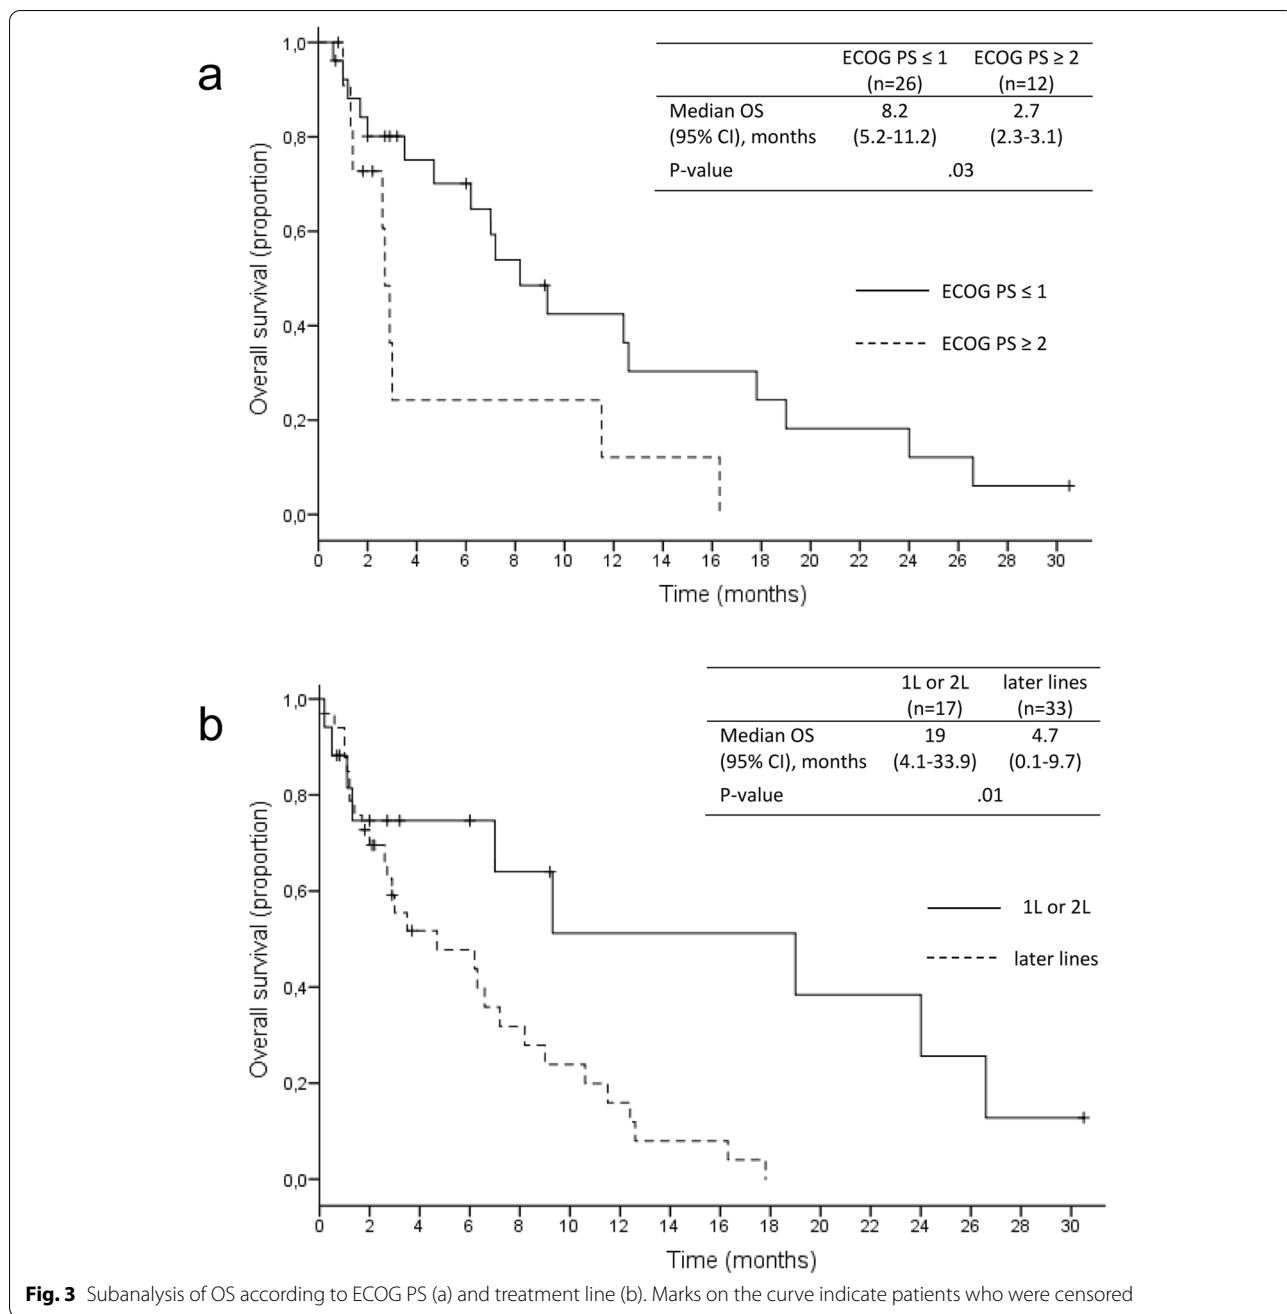 a
1,0
0,8
0,6
0,4
0,2
0,0
Overall survival (proportion)
0 2 4 6 8 10 12 14 16 18 20 22 24 26 28 30
Time (months)
ECOG PS ≤ 1 ECOG PS ≥ 2
(n=26) (n=12)
Median OS 8.2 2.7
(95% CI), months (5.2-11.2) (2.3-3.1)
P-value .03
ECOG PS ≤ 1
ECOG PS ≥ 2
b
1,0
0,8
0,6
0,4
0,2
0,0
Overall survival (proportion)
0 2 4 6 8 10 12 14 16 18 20 22 24 26 28 30
Time (months)
1L or 2L later lines
(n=17) (n=33)
Median OS 19 4.7
(95% CI), months (4.1-33.9) (0.1-9.7)
P-value .01
1L or 2L
later lines
Fig. 3 Subanalysis of OS according to ECOG PS (a) and treatment line (b). Marks on the curve indicate patients who were censored